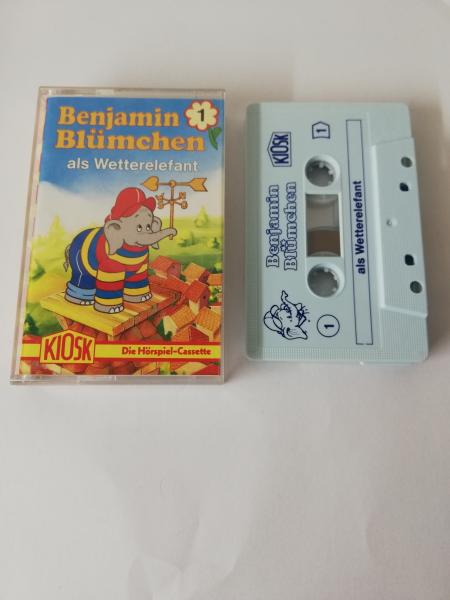 Benjamin 1
Blümchen
als Wetterelefant
KIOSK
Die Hörspiel-Cassette
KIOSK
1
Benjamin
Blümchen
als Wetterelefant
1